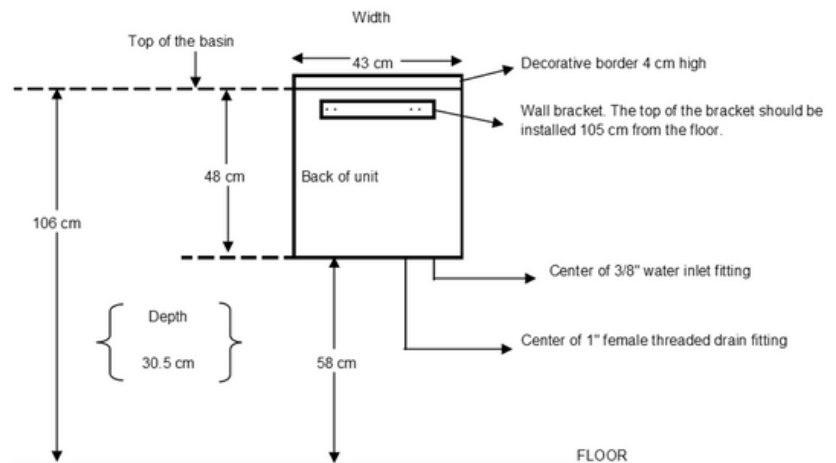 Width
Top of the basin
43 cm
Decorative border 4 cm high
Wall bracket. The top of the bracket should be
installed 105 cm from the floor.
48 cm
Back of unit
106 cm
Center of 3/8" water inlet fitting
Depth
30.5 cm
Center of 1" female threaded drain fitting
58 cm
FLOOR